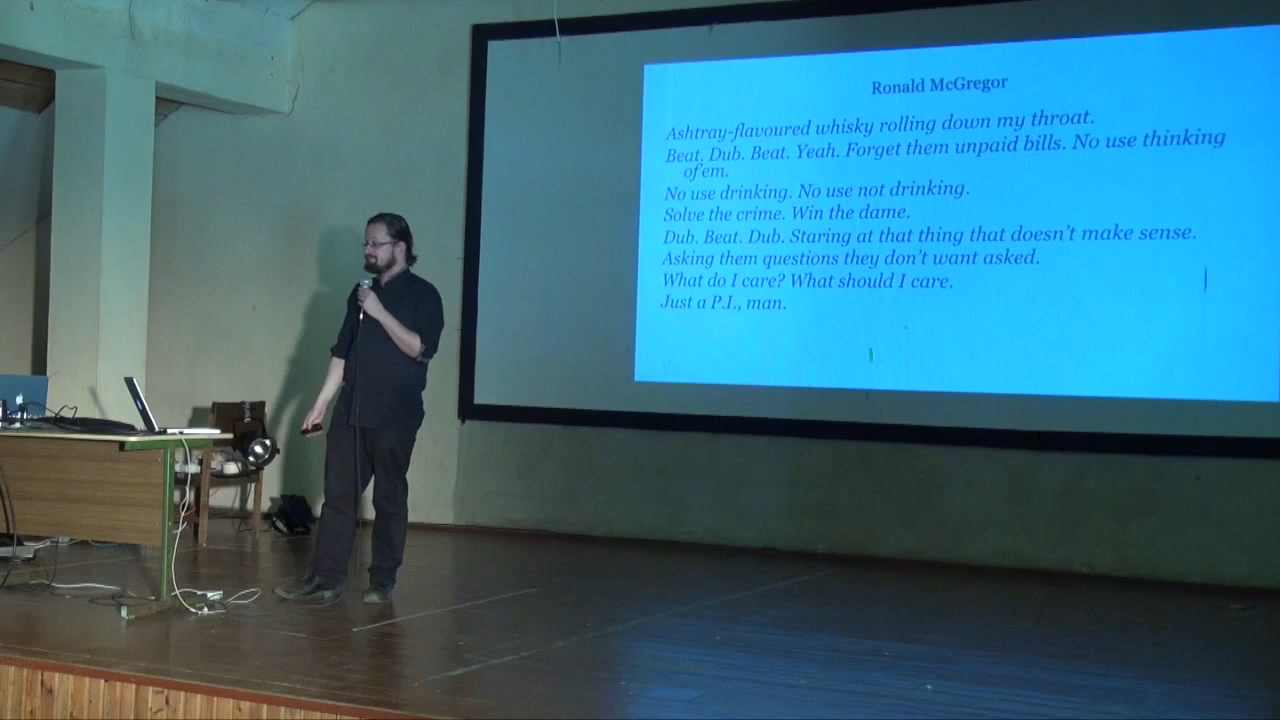 Ronald McGregor
Ashtray-flavoured whisky rolling down my throat.
Beat. Dub. Beat. Yeah. Forget them unpaid bills. No use thinking
of em.
No use drinking. No use not drinking.
Solve the crime. Win the dame.
Dub. Beat. Dub. Staring at that thing that doesn't make sense.
Asking them questions they don't want asked.
What do I care? What should I care.
Just a P.I., man.